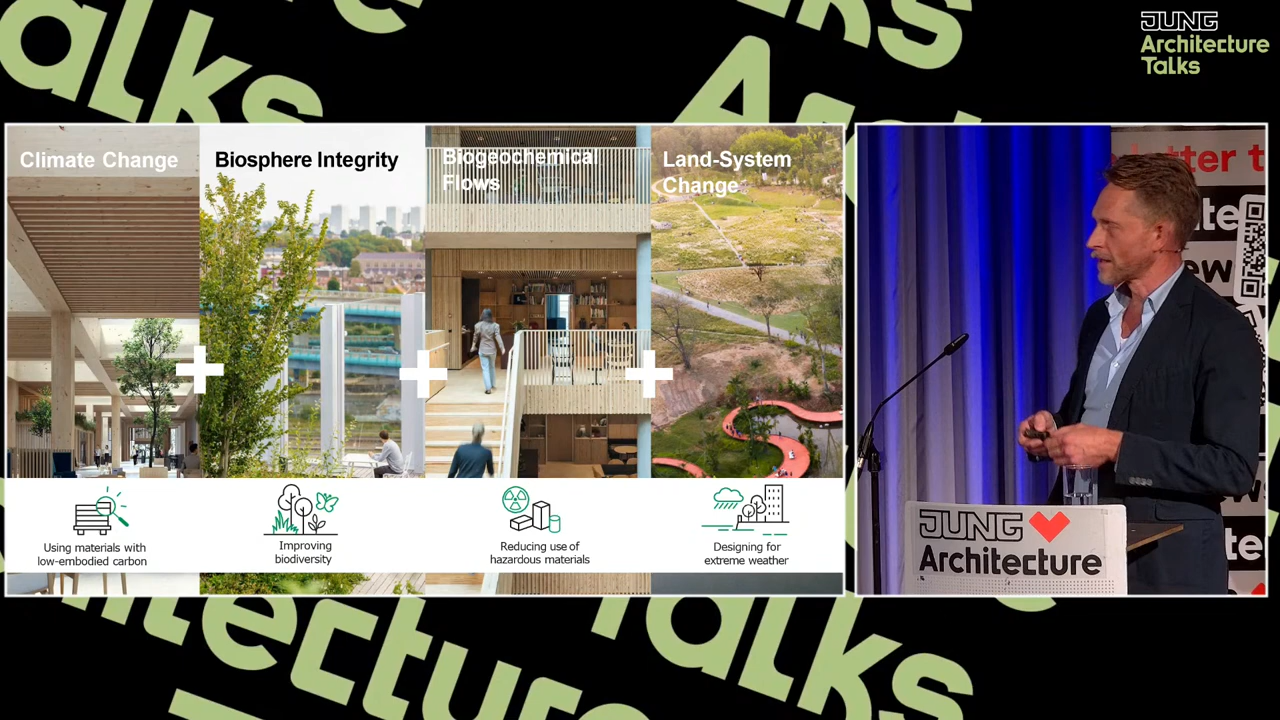 JUNG
Architecture
Talks
Climate Change
Biosphere Integrity
Biogeochemical
Flows
Land-System
Change
Using materials with
low-embodied carbon
Improving
biodiversity
Reducing use of
hazardous materials
Designing for
extreme weather
JUNG
Architecture